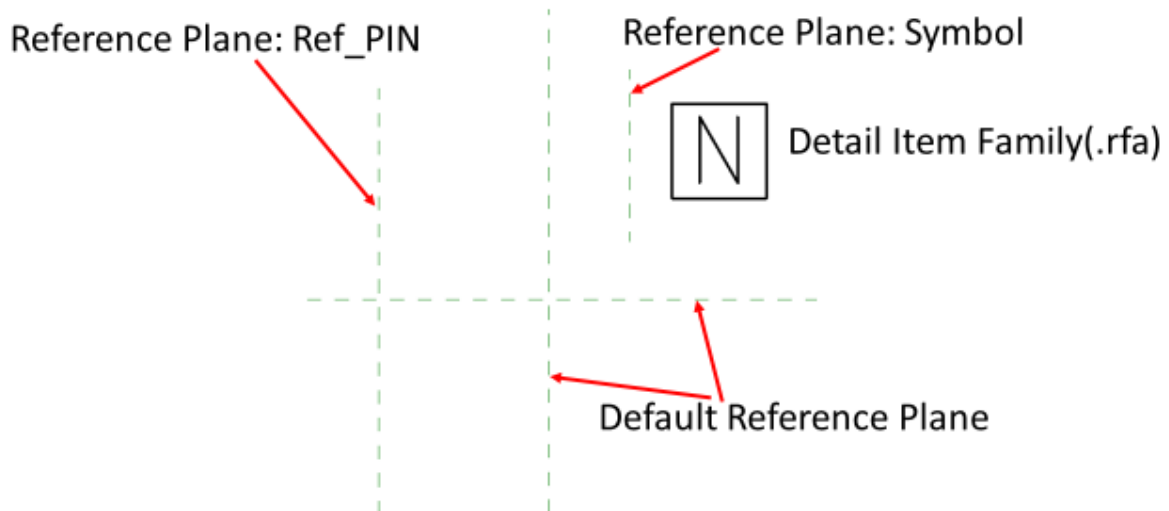 Reference Plane: Ref_PIN
Reference Plane: Symbol
N
Detail Item Family(.rfa)
Default Reference Plane